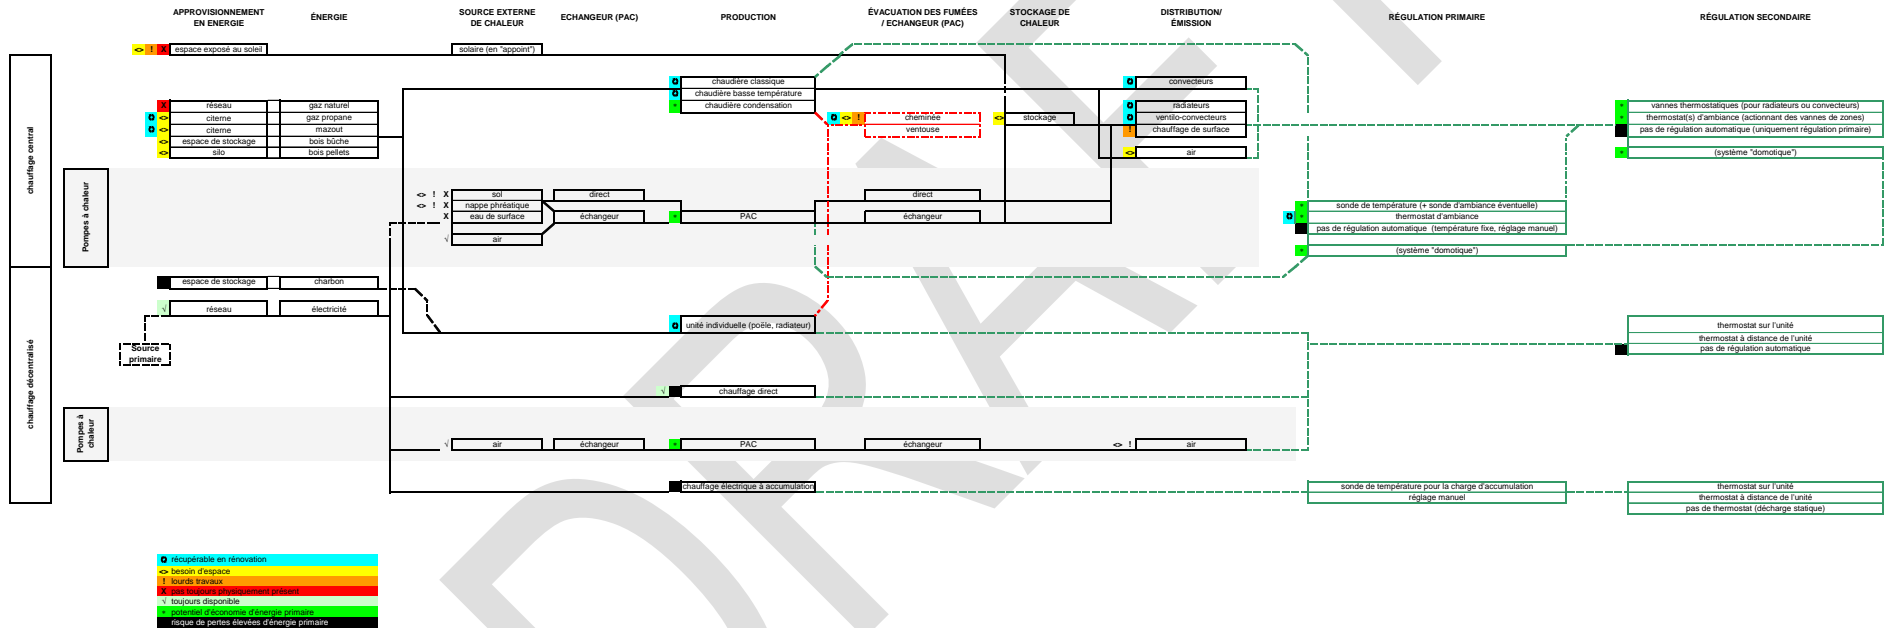 APPROVISIONNEMENT
EN ENERGIE
ÉNERGIE
SOURCE EXTERNE
DE CHALEUR
ECHANGEUR (PAC)
PRODUCTION
ÉVACUATION DES FUMÉES
/ ECHANGEUR (PAC)
STOCKAGE DE
CHALEUR
DISTRIBUTION/
ÉMISSION
RÉGULATION PRIMAIRE
RÉGULATION SECONDAIRE
chauffage central
Pompes à chaleur
chauffage décentralisé
Pompes à
chaleur
<> ! X espace exposé au soleil
solaire (en "appoint")
chaudière classique
chaudière basse température
chaudière condensation
convecteurs
X réseau
gaz naturel
<> citerne
gaz propane
<> citerne
mazout
<> espace de stockage
bois bûche
<> silo
bois pellets
<> ! cheminée
ventouse
<> stockage
radiateurs
ventilo-convecteurs
! chauffage de surface
<> air
vannes thermostatiques (pour radiateurs ou convecteurs)
thermostat(s) d'ambiance (actionnant des vannes de zones)
pas de régulation automatique (uniquement régulation primaire)
(système "domotique")
<> ! X sol
<> ! X nappe phréatique
X eau de surface
√ air
direct
échangeur
PAC
direct
échangeur
sonde de température (+ sonde d'ambiance éventuelle)
thermostat d'ambiance
pas de régulation automatique (température fixe, réglage manuel)
(système "domotique")
espace de stockage
charbon
√ réseau
électricité
Source
primaire
unité individuelle (poêle, radiateur)
thermostat sur l'unité
thermostat à distance de l'unité
pas de régulation automatique
√ chauffage direct
√ air
échangeur
PAC
échangeur
<> ! air
chauffage électrique à accumulation
sonde de température pour la charge d'accumulation
réglage manuel
thermostat sur l'unité
thermostat à distance de l'unité
pas de thermostat (décharge statique)
récupérable en rénovation
<> besoin d'espace
! lourds travaux
X pas toujours physiquement présent
√ toujours disponible
potentiel d'économie d'énergie primaire
risque de pertes élevées d'énergie primaire
DRAFT